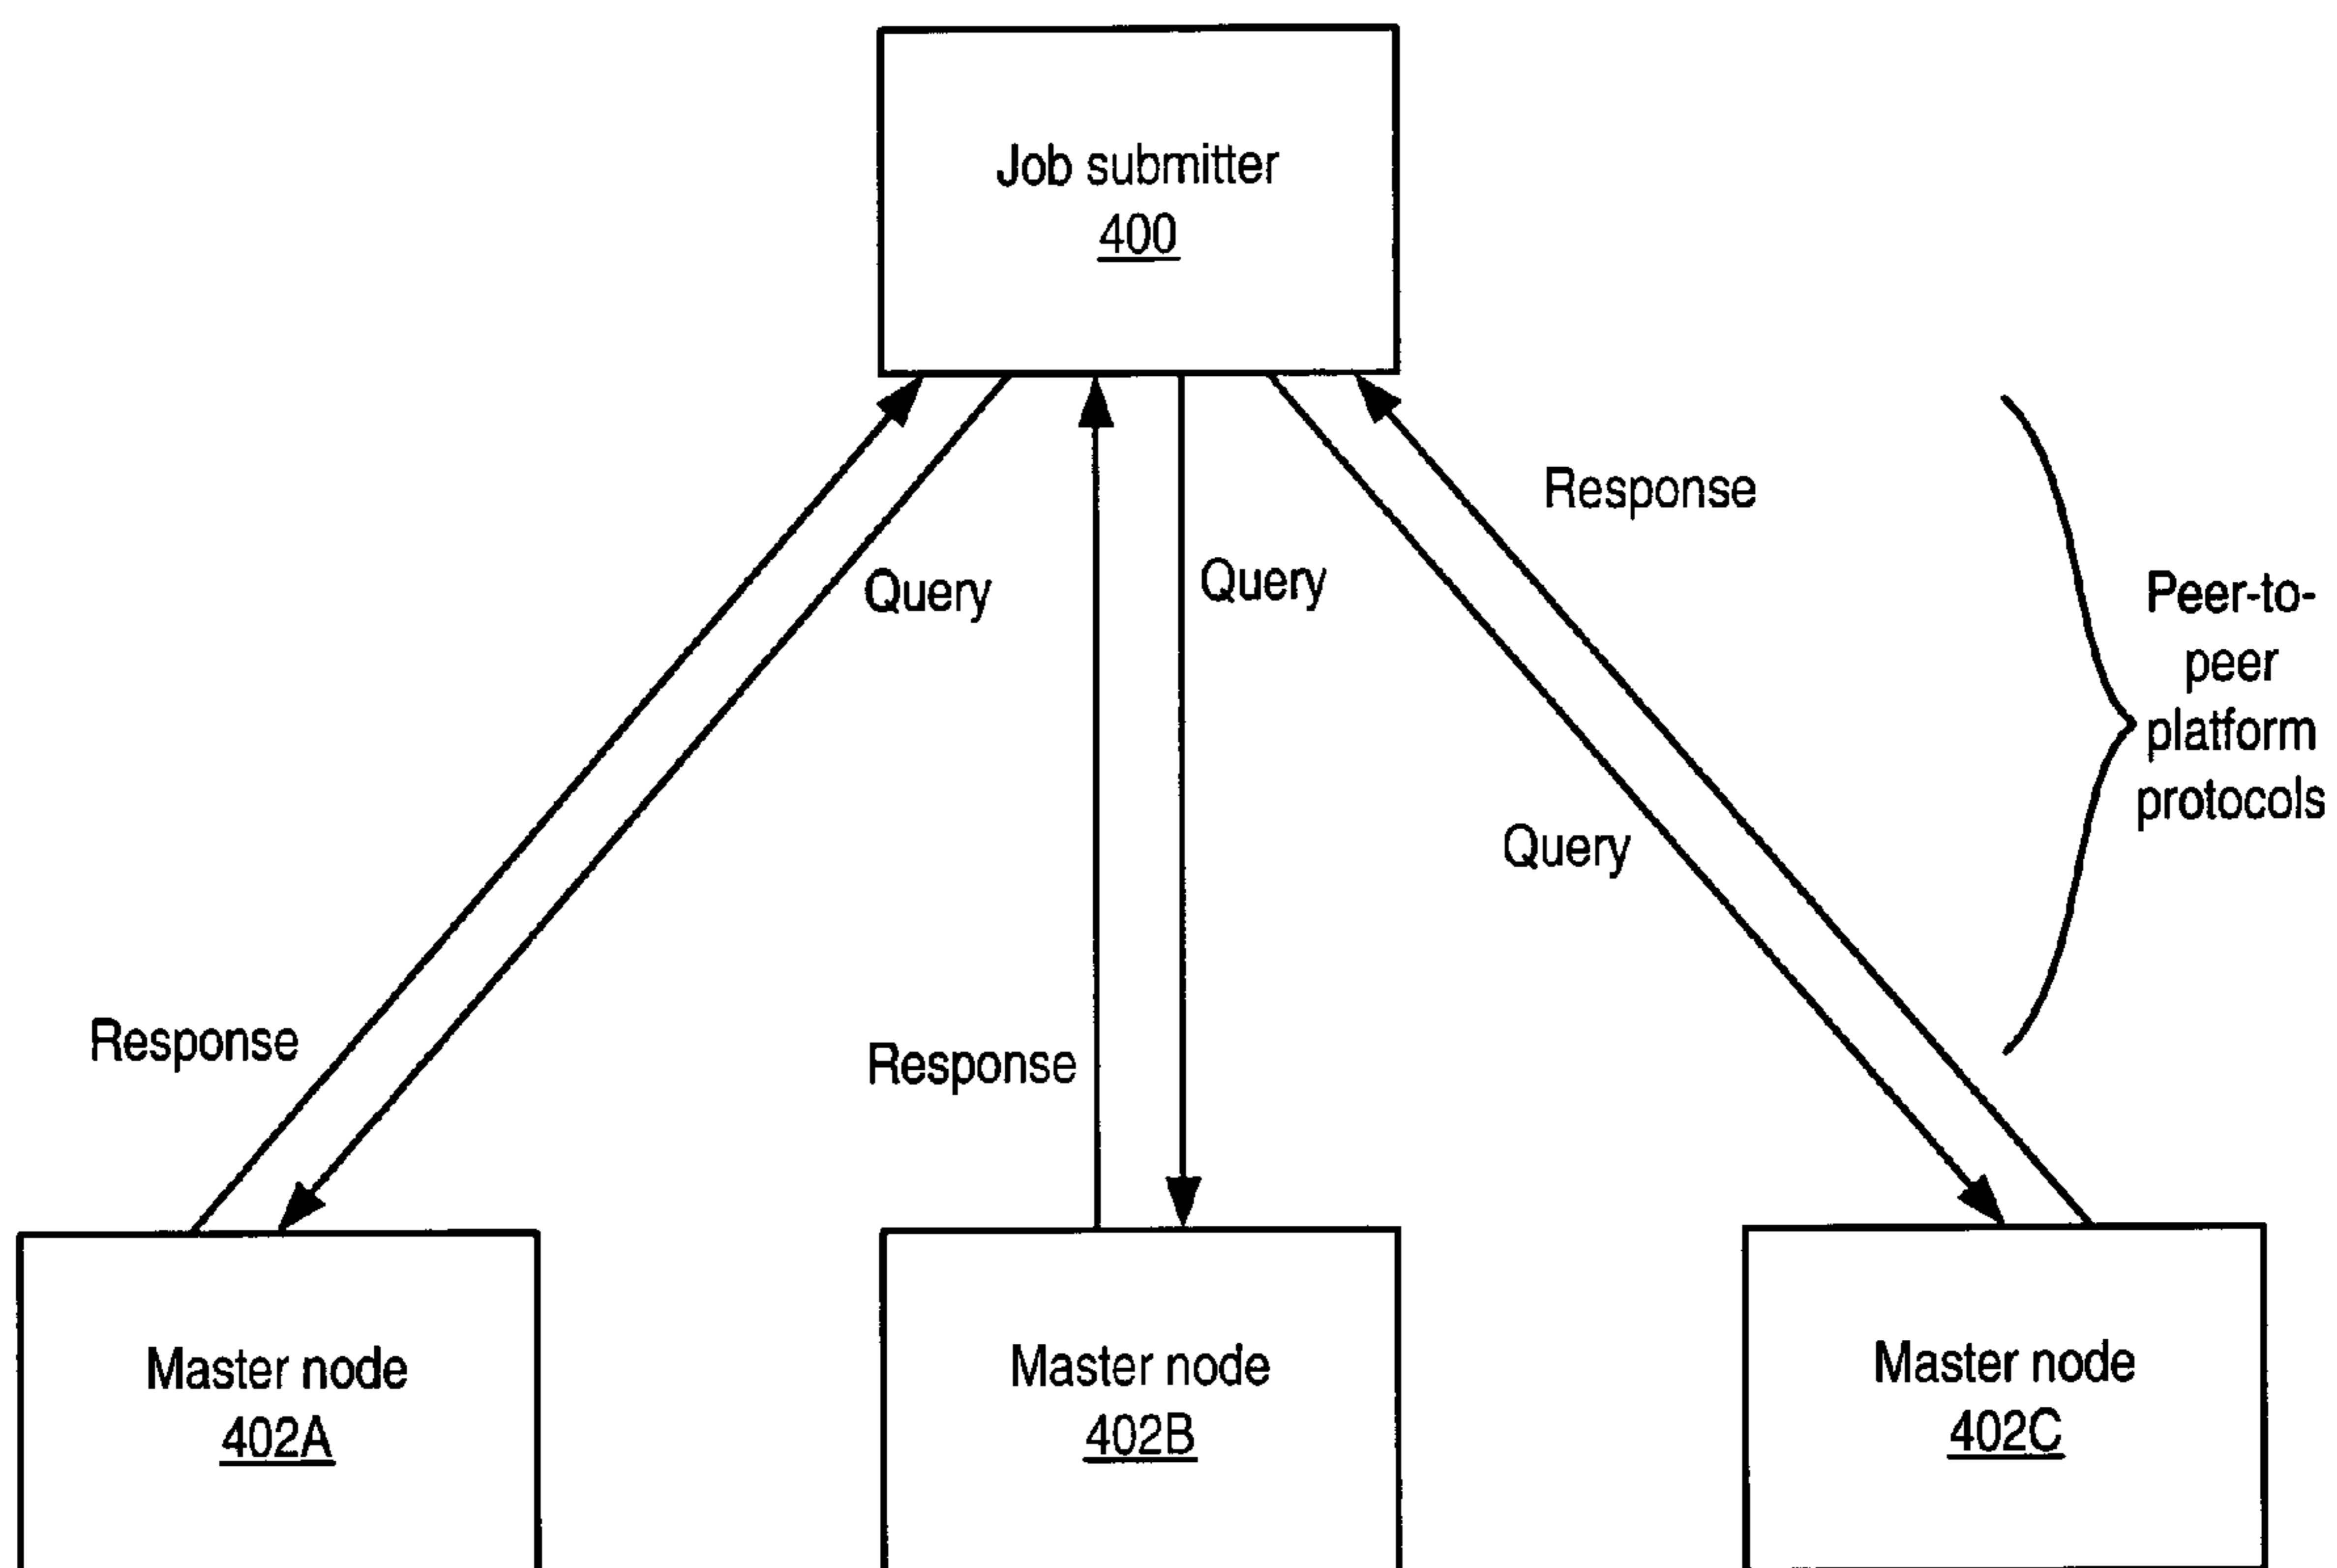 Job submitter
400
Response
Query
Query
Peer-to-
peer
platform
protocols
Query
Response
Response
Master node
402A
Master node
402B
Master node
402C